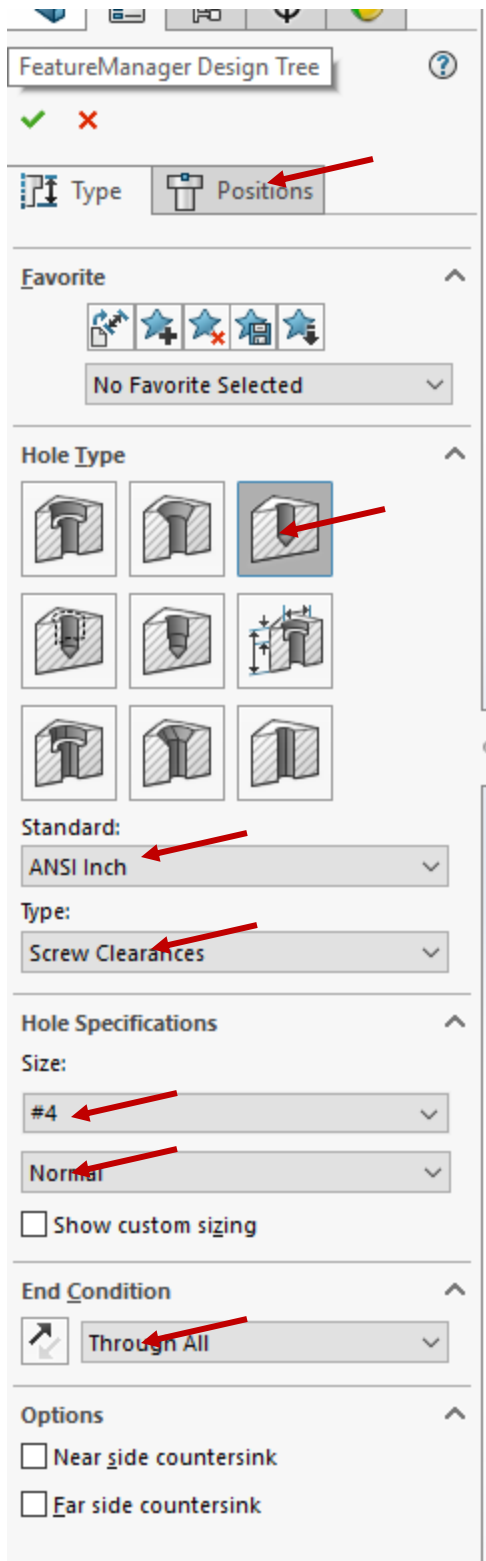 FeatureManager Design Tree
Type
Positions
Favorite
No Favorite Selected
Hole Type
Standard:
ANSI Inch
Type:
Screw Clearances
Hole Specifications
Size:
#4
Normal
Show custom sizing
End Condition
Through All
Options
Near side countersink
Far side countersink